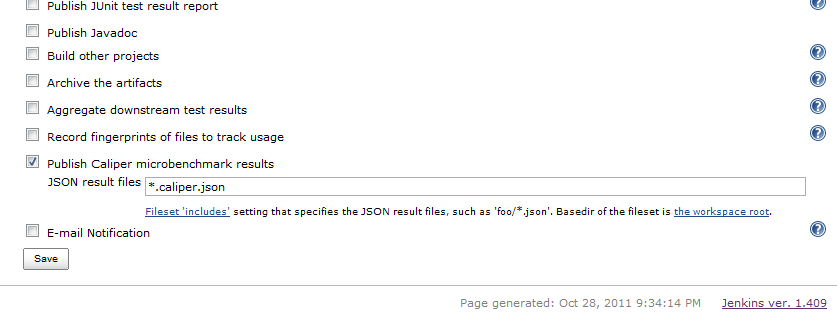 Publish JUnit test result report
Publish Javadoc
Build other projects
Archive the artifacts
Aggregate downstream test results
Record fingerprints of files to track usage
Publish Caliper microbenchmark results
JSON result files *.caliper.json
Fileset 'includes' setting that specifies the JSON result files, such as 'foo/*.json'. Basedir of the fileset is the workspace root.
E-mail Notification
Save
Page generated: Oct 28, 2011 9:34:14 PM Jenkins ver. 1.409